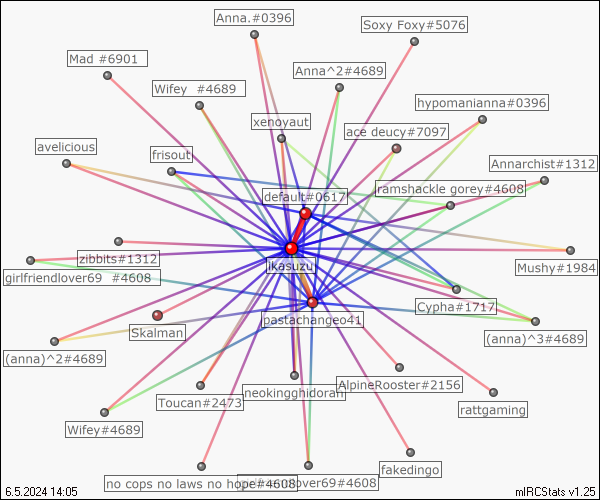 Anna.#0396
Soxy Foxy#5076
Mad #6901
Anna^2#4689
Wifey #4689
hypomanianna#0396
xenoyaut
ace deucy#7097
avelicious
frisout
Annarchist#1312
default#0617
ramshackle gorey#4608
zibbits#1312
ikasuzu
Mushy#1984
girlfriendlover69 #4608
Cypha#1717
pastachangeo41
Skalman
(anna)^3#4689
(anna)^2#4689
AlpineRooster#2156
neokingghidorah
Toucan#2473
rattgaming
Wifey#4689
fakedingo
no cops no laws no hope#4608
over69#4608
6.5.2024 14:05
mIRCStats v1.25